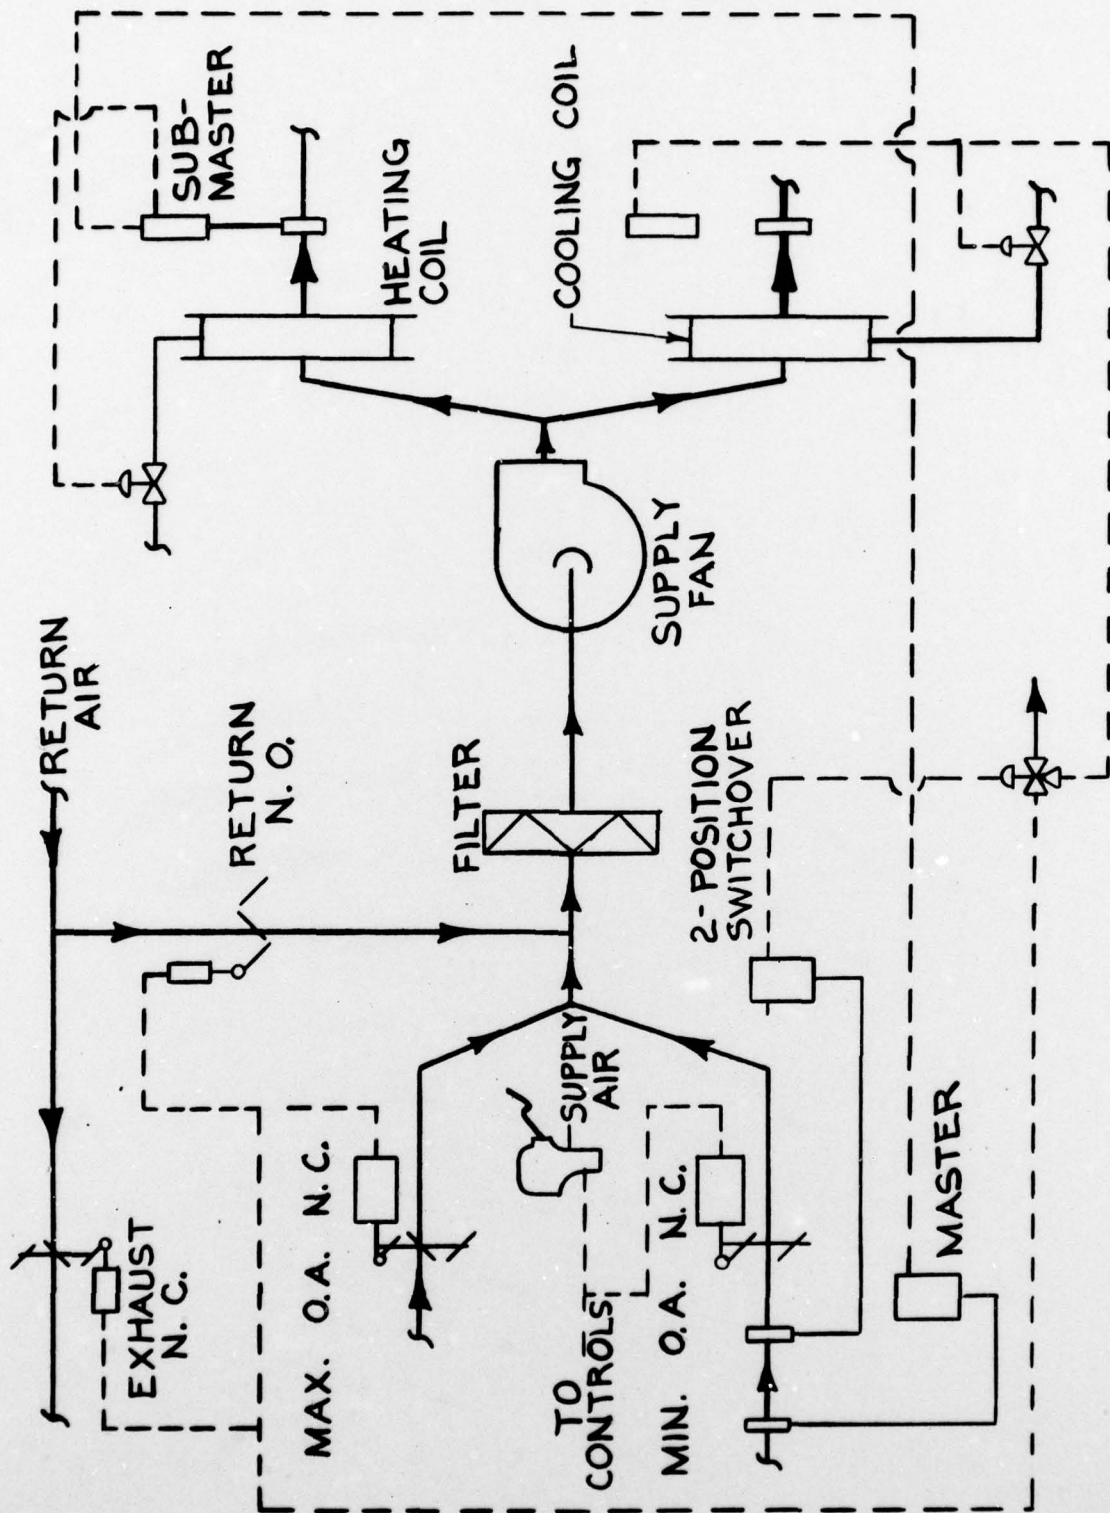 RETURN
AIR
EXHAUST
N.C.
RETURN
N.O.
SUB-
MASTER
HEATING
COIL
MAX. O.A. N.C.
FILTER
SUPPLY
AIR
TO
CONTROLS
SUPPLY
FAN
COOLING COIL
MIN. O.A. N.C.
2-POSITION
SWITCHOVER
MASTER